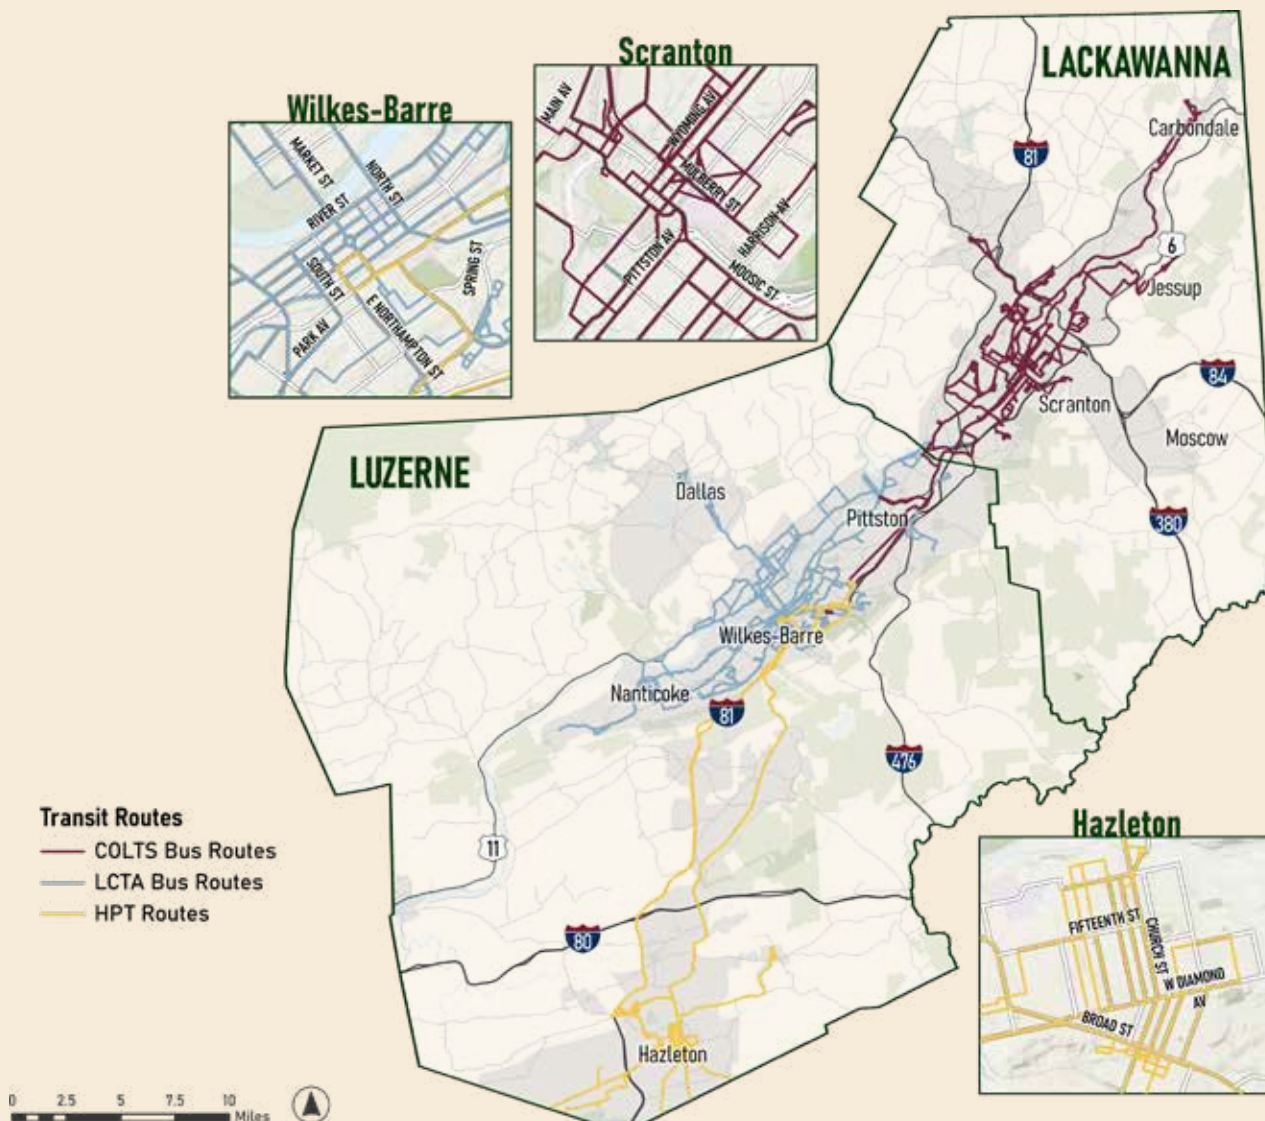 Scranton
LACKAWANNA
Wilkes-Barre
MAIN AV
WYOMING AV
MULBERRY ST
HARRISON AV
PITTSTON AV
MOOSIC ST
MARKET ST
NORTH ST
RIVER ST
SOUTH ST
SPRING ST
PARK AV
E NORTHAMPTON ST
Carbondale
81
6
Jessup
84
Scranton
Moscow
LUZERNE
Dallas
Pittston
380
Wilkes-Barre
Nanticoke
81
476
11
80
Hazleton
Transit Routes
COLTS Bus Routes
LCTA Bus Routes
HPT Routes
Hazleton
FIFTEENTH ST
CHURCH ST
W DIAMOND
AV
BROAD ST
0 2.5 5 7.5 10
Miles